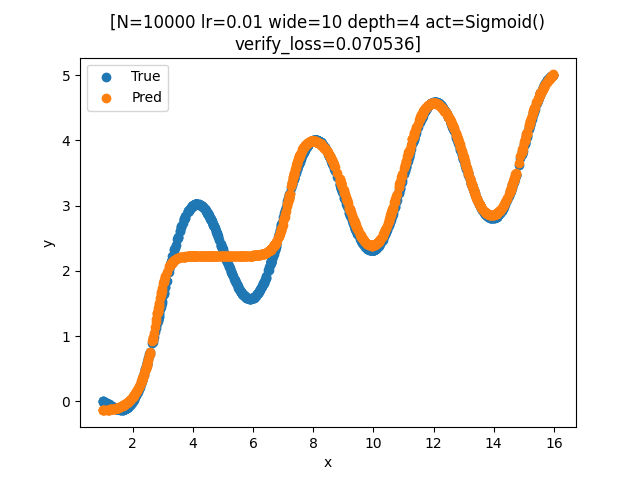 [N=10000 lr=0.01 wide=10 depth=4 act=Sigmoid()
verify_loss=0.070536]
True
Pred
5
4
3
2
1
0
y
2 4 6 8 10 12 14 16
x